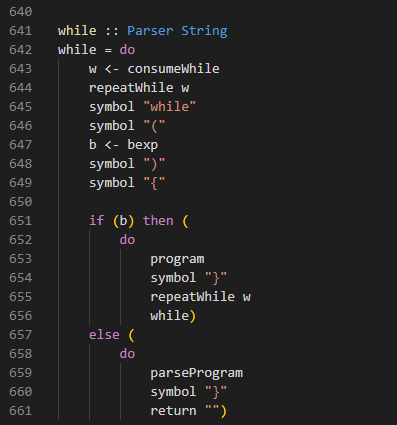 640
641 while :: Parser String
642 while = do
643     w <- consumeWhile
644     repeatWhile w
645     symbol "while"
646     symbol "("
647     b <- bexp
648     symbol ")"
649     symbol "{"
650
651     if (b) then (
652         do
653             program
654             symbol "}"
655             repeatWhile w
656             while)
657     else (
658         do
659             parseProgram
660             symbol "}"
661             return "")